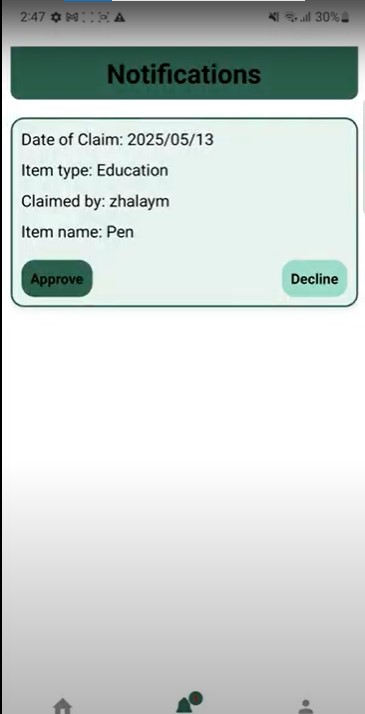 2:47
30%
Notifications
Date of Claim: 2025/05/13
Item type: Education
Claimed by: zhalaym
Item name: Pen
Approve
Decline